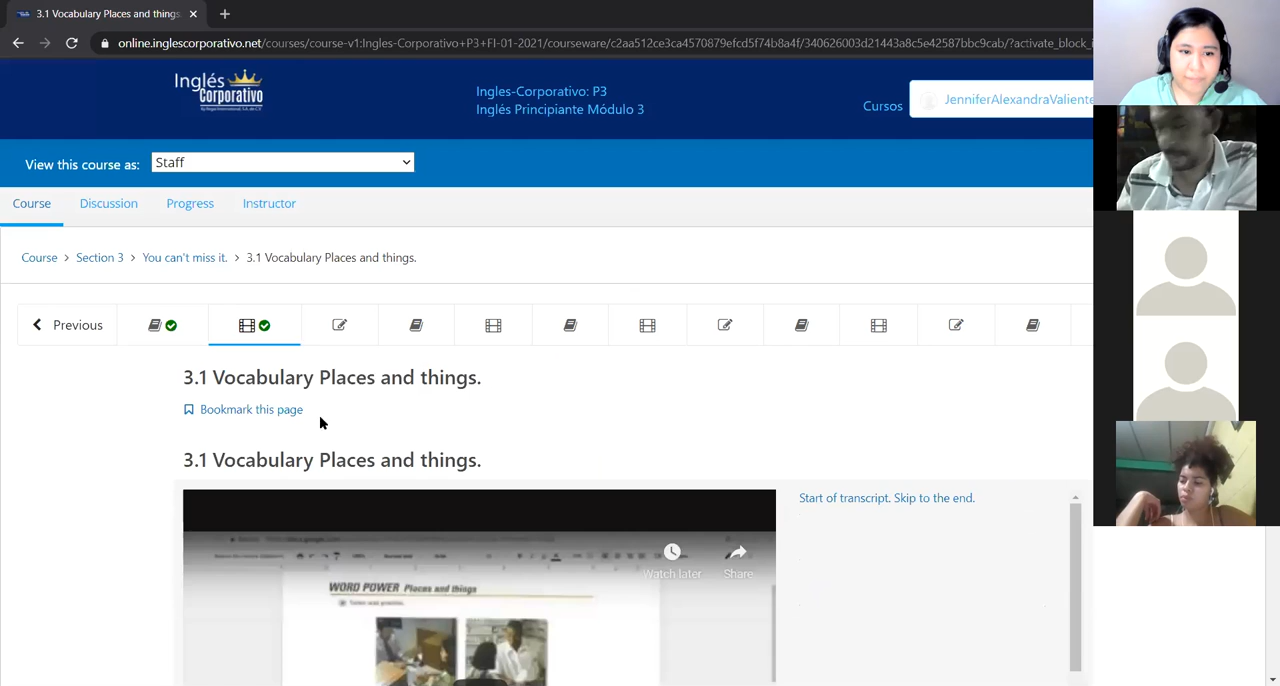 3.1 Vocabulary Places and things.
online.inglescorporativo.net/courses/course-v1:Ingles-Corporativo+P3+FI-01-2021/courseware/c2aa512ce3ca4570879efcd5f74b8a4f/340626003d21443a8c5e42587bbc9cab/?activate_block_i
Inglés
Corporativo
Ingles-Corporativo: P3
Inglés Principiante Módulo 3
Cursos
JenniferAlexandraValiente
View this course as:
Staff
Course
Discussion
Progress
Instructor
Course > Section 3 > You can't miss it. > 3.1 Vocabulary Places and things.
Previous
3.1 Vocabulary Places and things.
Bookmark this page
3.1 Vocabulary Places and things.
Start of transcript. Skip to the end.
Watch later
Share
WORD POWER Places and things